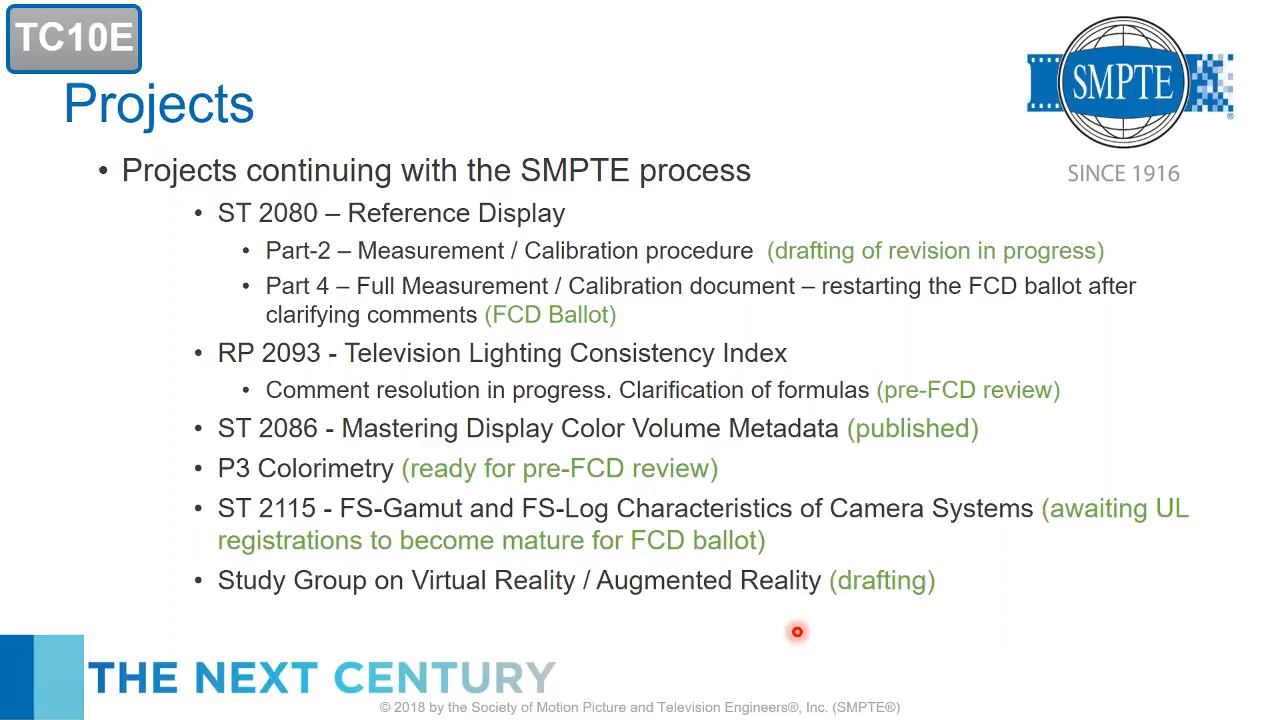 TC10E
Projects
SMPTE
®
SINCE 1916
• Projects continuing with the SMPTE process
• ST 2080 – Reference Display
• Part-2 – Measurement / Calibration procedure (drafting of revision in progress)
• Part 4 – Full Measurement / Calibration document – restarting the FCD ballot after
clarifying comments (FCD Ballot)
• RP 2093 - Television Lighting Consistency Index
• Comment resolution in progress. Clarification of formulas (pre-FCD review)
• ST 2086 - Mastering Display Color Volume Metadata (published)
• P3 Colorimetry (ready for pre-FCD review)
• ST 2115 - FS-Gamut and FS-Log Characteristics of Camera Systems (awaiting UL
registrations to become mature for FCD ballot)
• Study Group on Virtual Reality / Augmented Reality (drafting)
THE NEXT CENTURY
© 2018 by the Society of Motion Picture and Television Engineers®, Inc. (SMPTE®)